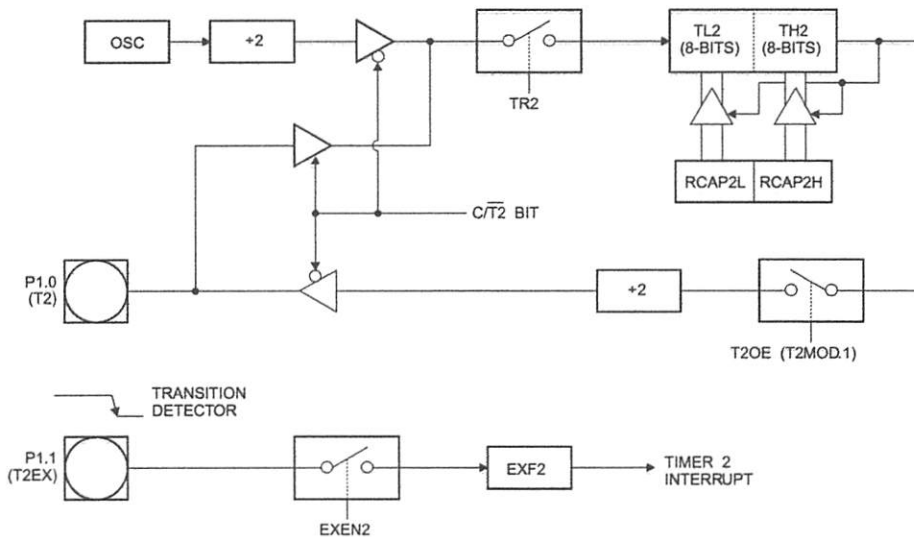 OSC
+2
TR2
TL2
(8-BITS)
TH2
(8-BITS)
RCAP2L
RCAP2H
C/T2 BIT
P1.0
(T2)
+2
T2OE (T2MOD.1)
TRANSITION
DETECTOR
P1.1
(T2EX)
EXEN2
EXF2
TIMER 2
INTERRUPT